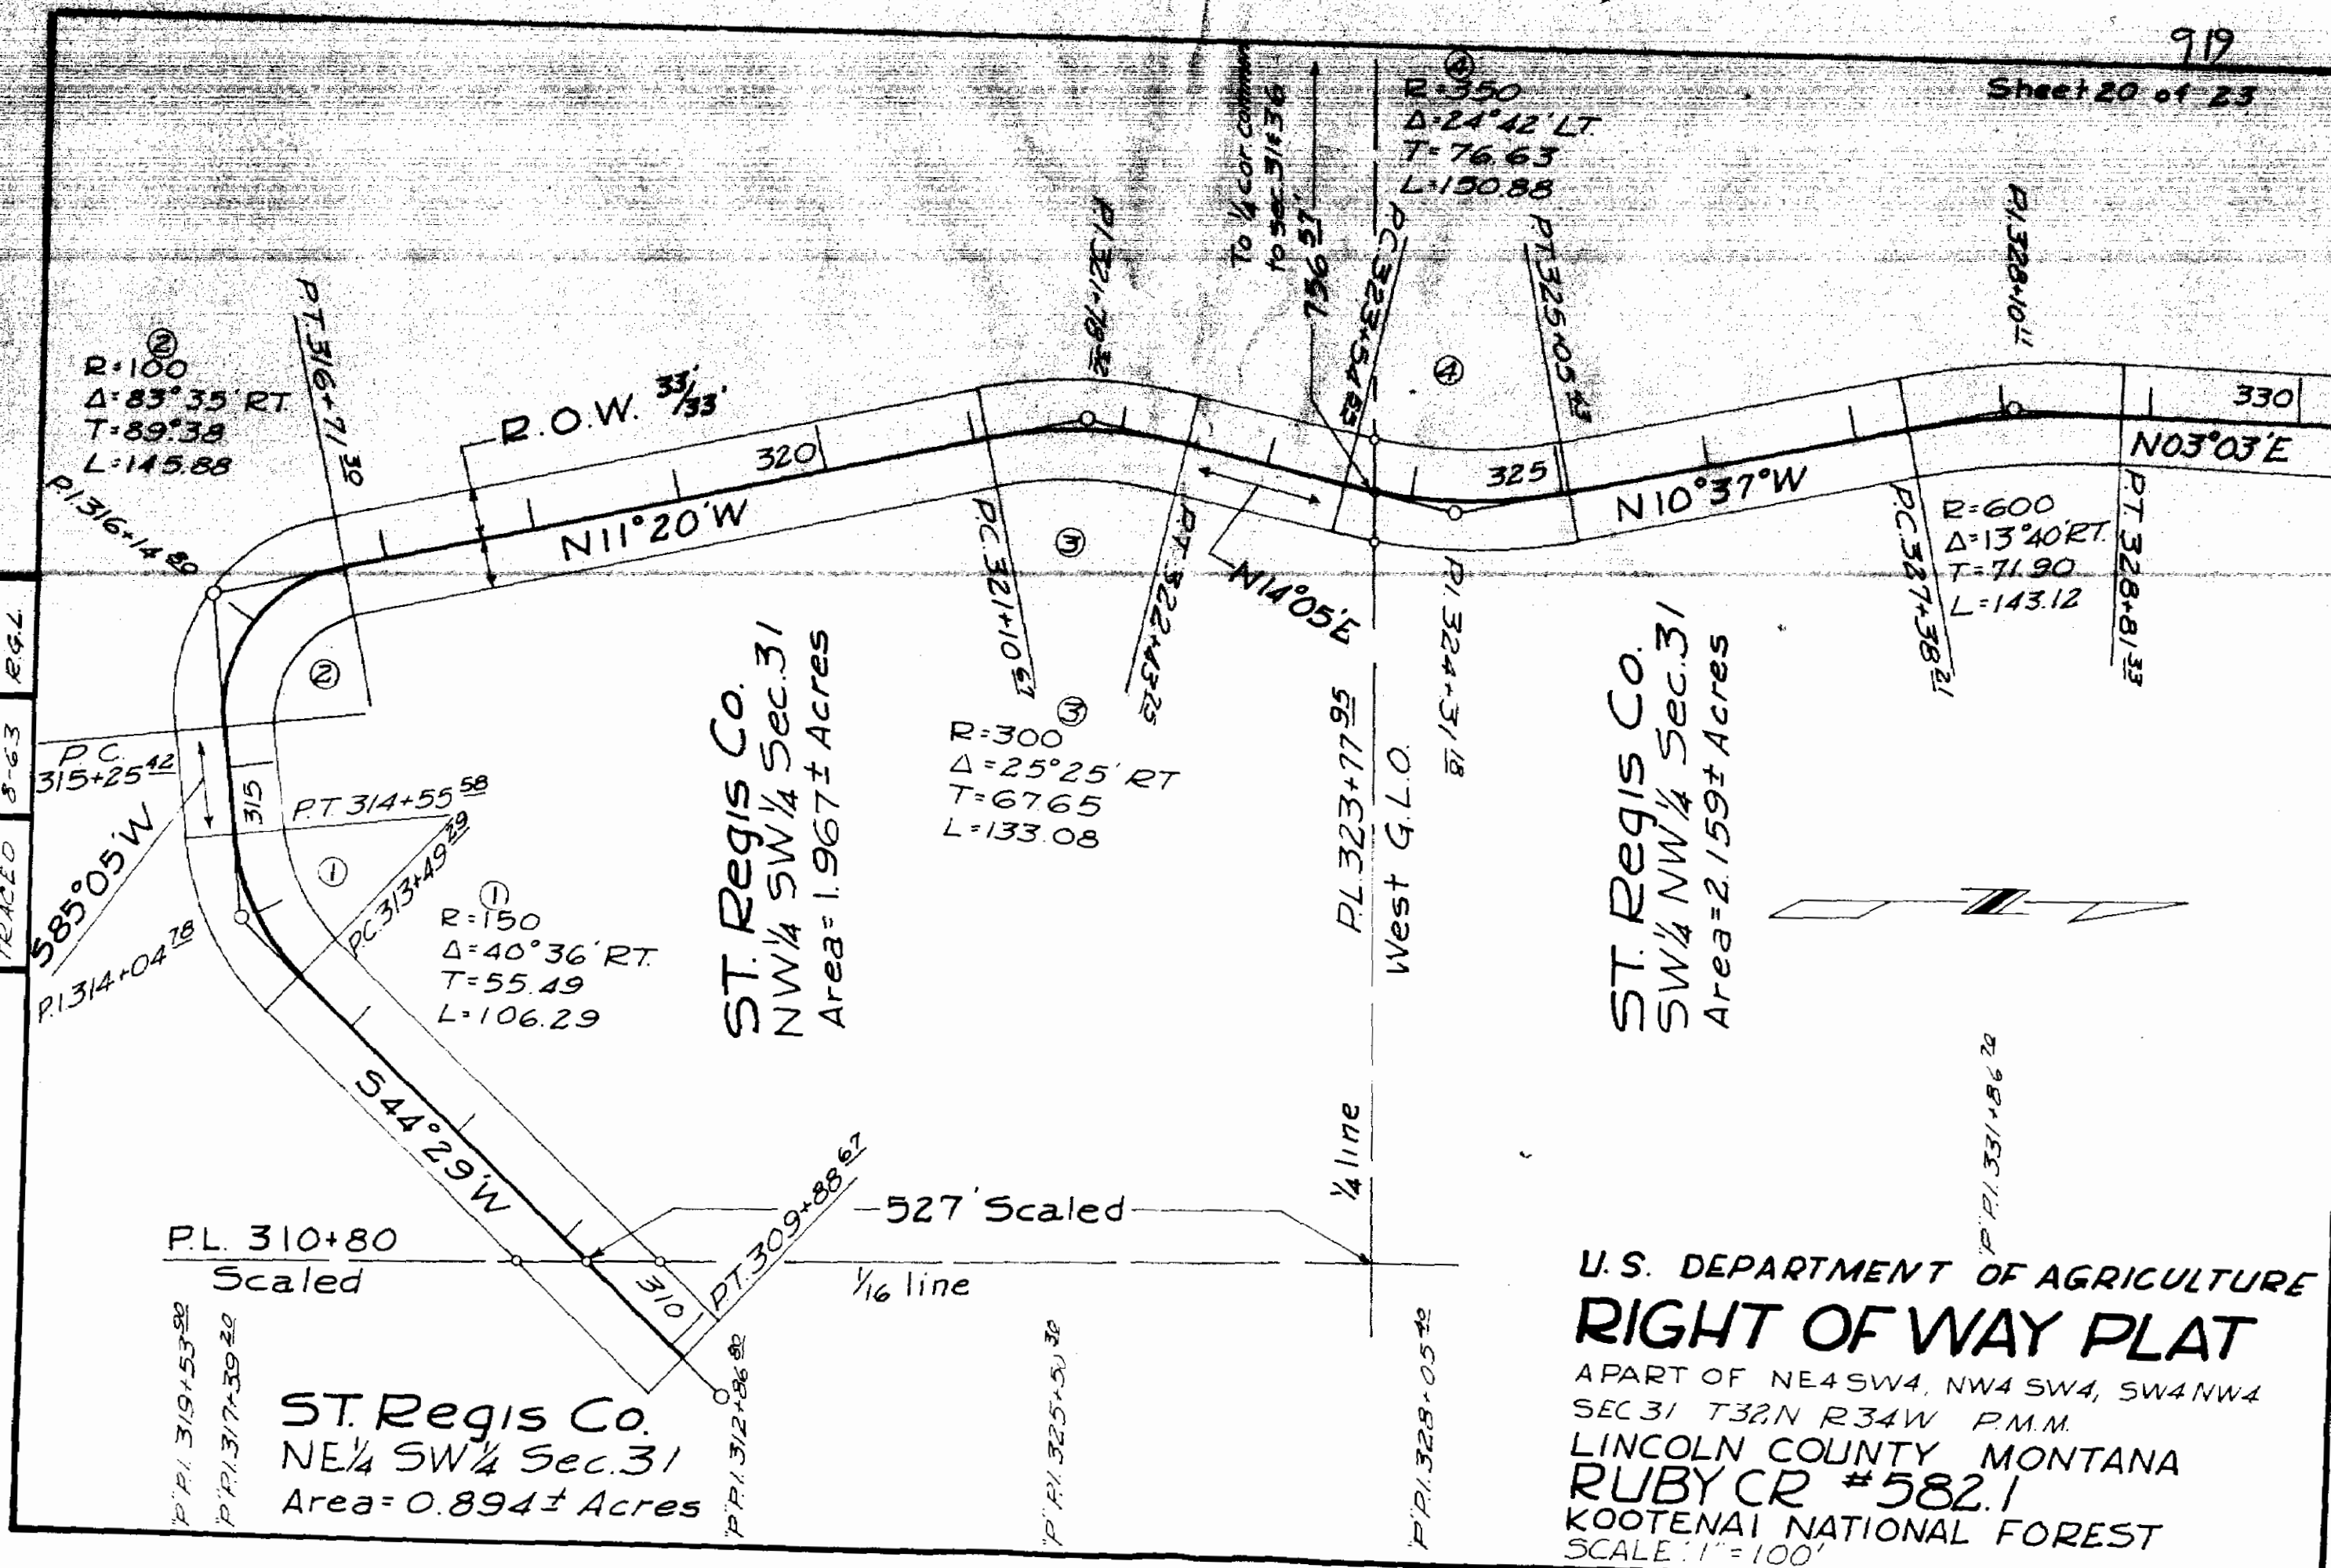 919
Sheet 20 of 23
②
R=100
Δ=83°35' RT.
T=89°38
L=145.88
P.I.316+14 80
P.T.316+71 30
R.O.W. 33'/33'
N11°20'W
320
P.C.321+10 67
P.I.321+78 32
P.T.322+43 75
③
③
R=300
Δ=25°25' RT
T=67.65
L=133.08
N14°05'E
To ¼ cor. common
to sec. 31&36
756.57'
④
R=350
Δ=24°42' LT
T=76.63
L=150.88
P.C.323+54 55
④
P.T.325+05 43
325
P.I.324+31 18
N10°37'W
P.I.328+10 11
P.C.327+38 21
R=600
Δ=13°40'RT.
T=71.90
L=143.12
P.T.328+81 33
330
N03°03'E
②
P.C.
315+25 42
S85°05'W
315
P.T.314+55 58
①
P.C.313+49 29
P.I.314+04 78
①
R=150
Δ=40°36' RT.
T=55.49
L=106.29
S44°29'W
ST. Regis Co.
NW¼ SW¼ Sec.31
Area=1.967± Acres
P.L.323+77 95
West G.L.O.
¼ line
ST. Regis Co.
SW¼ NW¼ Sec.31
Area=2.159± Acres
"P" P.I.331+86 70
P.L. 310+80
Scaled
527' Scaled
1/16 line
310
P.T.309+88 67
"P" P.I. 319+53 90
"P" P.I.317+39 20
"P" P.I.312+86 80
"P" P.I.325+50 30
"P" P.I.328+05 40
ST. Regis Co.
NE¼ SW¼ Sec.31
Area=0.894± Acres
U.S. DEPARTMENT OF AGRICULTURE
RIGHT OF WAY PLAT
A PART OF NE4SW4, NW4 SW4, SW4NW4
SEC 31 T32N R34W P.M.M.
LINCOLN COUNTY MONTANA
RUBY CR #582.1
KOOTENAI NATIONAL FOREST
SCALE: 1"=100'
TRACED
8-63
R.G.L.